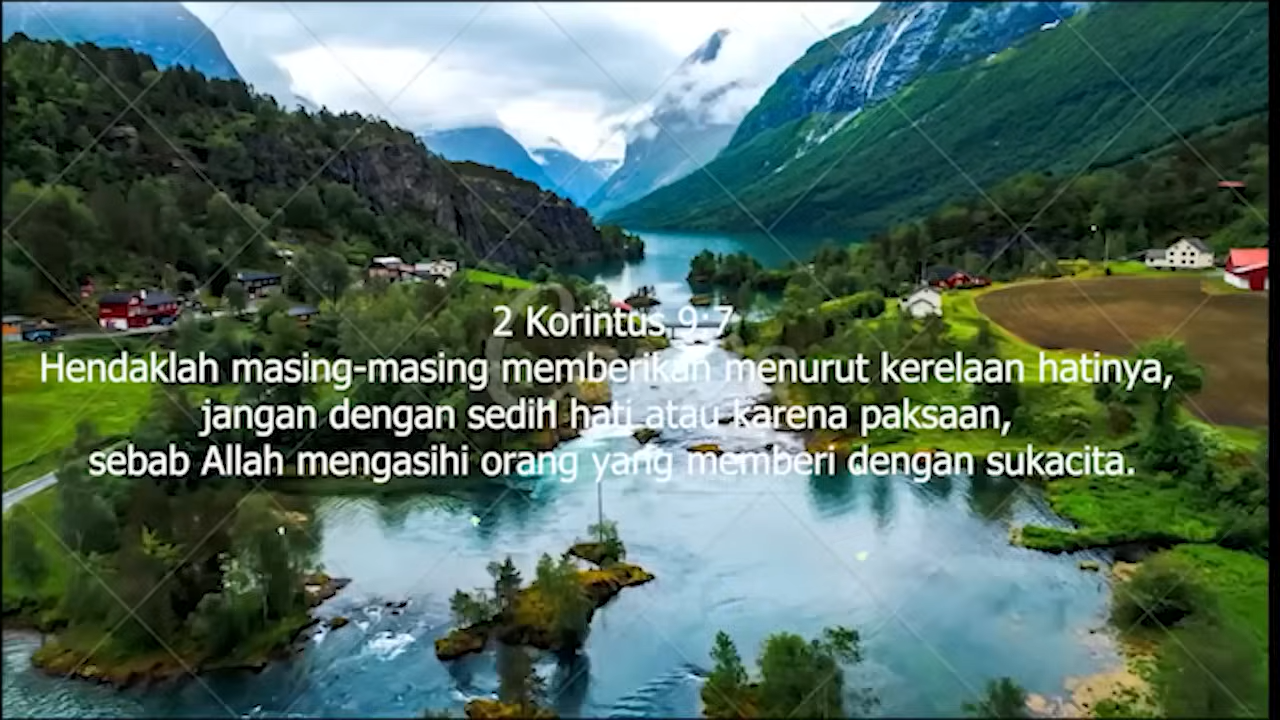 2 Korintus 9:7
Hendaklah masing-masing memberikan menurut kerelaan hatinya,
jangan dengan sedih hati atau karena paksaan,
sebab Allah mengasihi orang yang memberi dengan sukacita.